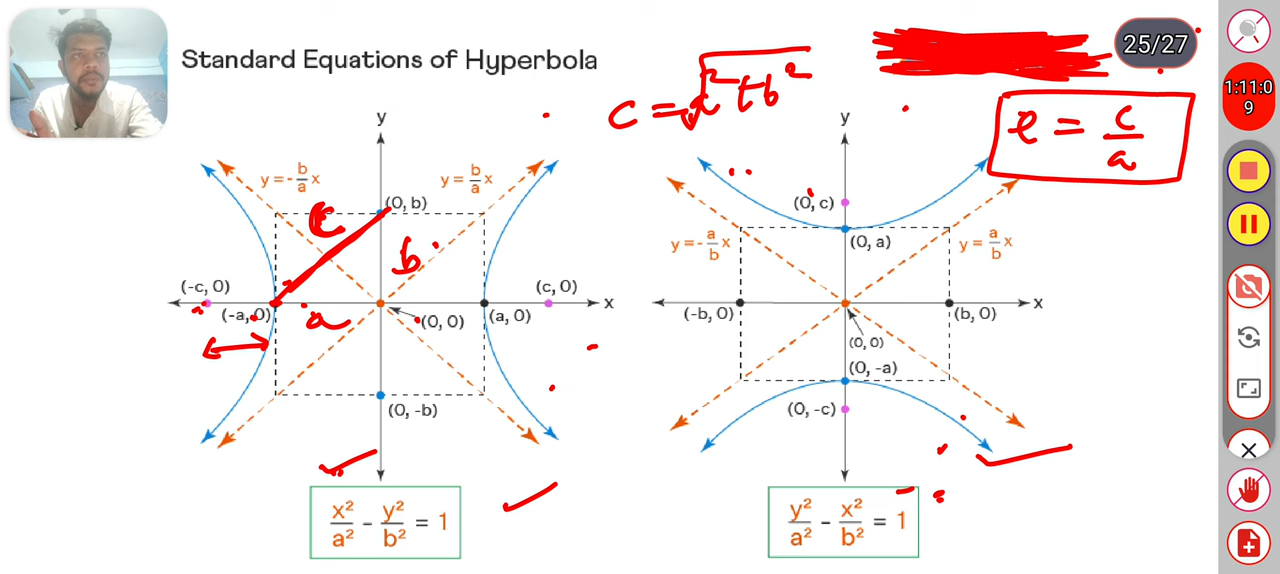 25/27
Standard Equations of Hyperbola
c = √a² + b²
1:11:09
e = c/a
y
y = -b/a x
y = b/a x
(0, b)
c
b
(-c, 0)
(c, 0)
x
(-a, 0)
a
(0, 0)
(a, 0)
(0, -b)
x²/a² - y²/b² = 1
y
(0, c)
(0, a)
y = -a/b x
y = a/b x
x
(-b, 0)
(b, 0)
(0, 0)
(0, -a)
(0, -c)
y²/a² - x²/b² = 1